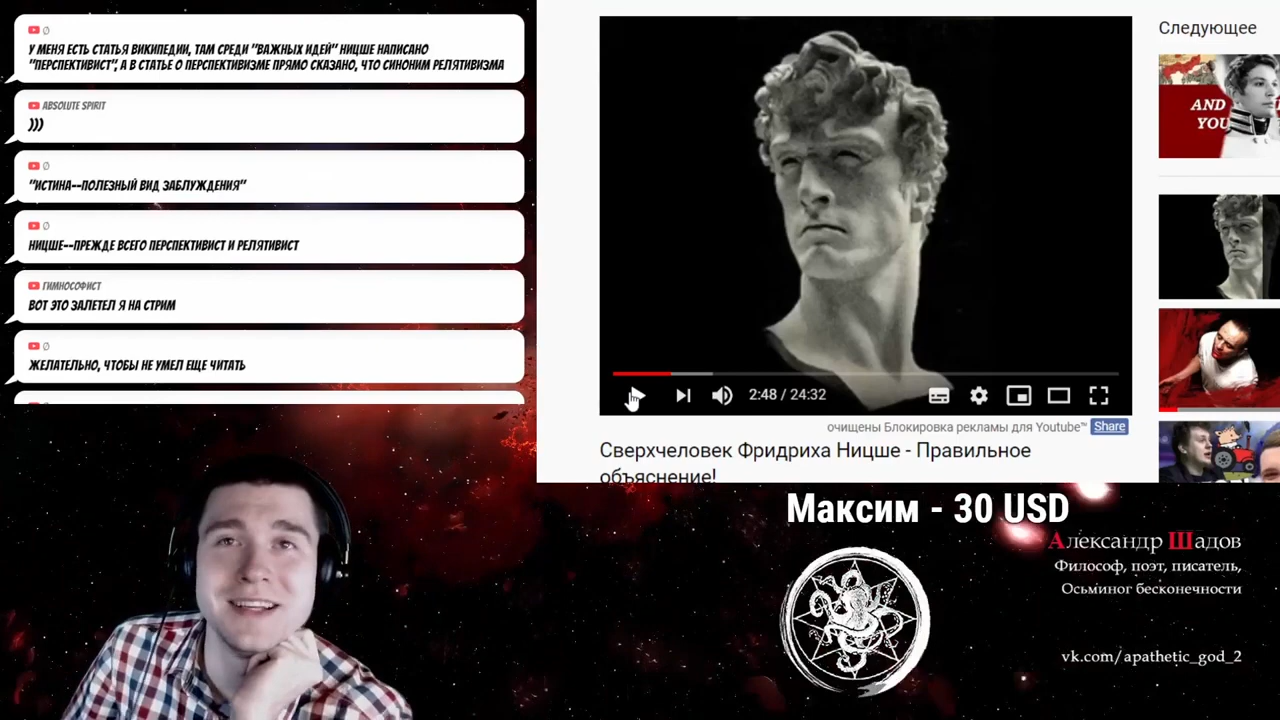 Ø
У МЕНЯ ЕСТЬ СТАТЬЯ ВИКИПЕДИИ, ТАМ СРЕДИ "ВАЖНЫХ ИДЕЙ" НИЦШЕ НАПИСАНО
"ПЕРСПЕКТИВИСТ", А В СТАТЬЕ О ПЕРСПЕКТИВИЗМЕ ПРЯМО СКАЗАНО, ЧТО СИНОНИМ РЕЛЯТИВИЗМА
ABSOLUTE SPIRIT
)))
Ø
"ИСТИНА--ПОЛЕЗНЫЙ ВИД ЗАБЛУЖДЕНИЯ"
Ø
НИЦШЕ--ПРЕЖДЕ ВСЕГО ПЕРСПЕКТИВИСТ И РЕЛЯТИВИСТ
ГИМНОСОФИСТ
ВОТ ЭТО ЗАЛЕТЕЛ Я НА СТРИМ
Ø
ЖЕЛАТЕЛЬНО, ЧТОБЫ НЕ УМЕЛ ЕЩЕ ЧИТАТЬ
2:48 / 24:32
очищены Блокировка рекламы для Youtube™ Share
Сверхчеловек Фридриха Ницше - Правильное
объяснение!
Следующее
AND
YOU
Максим - 30 USD
Александр Шадов
Философ, поэт, писатель,
Осьминог бесконечности
vk.com/apathetic_god_2